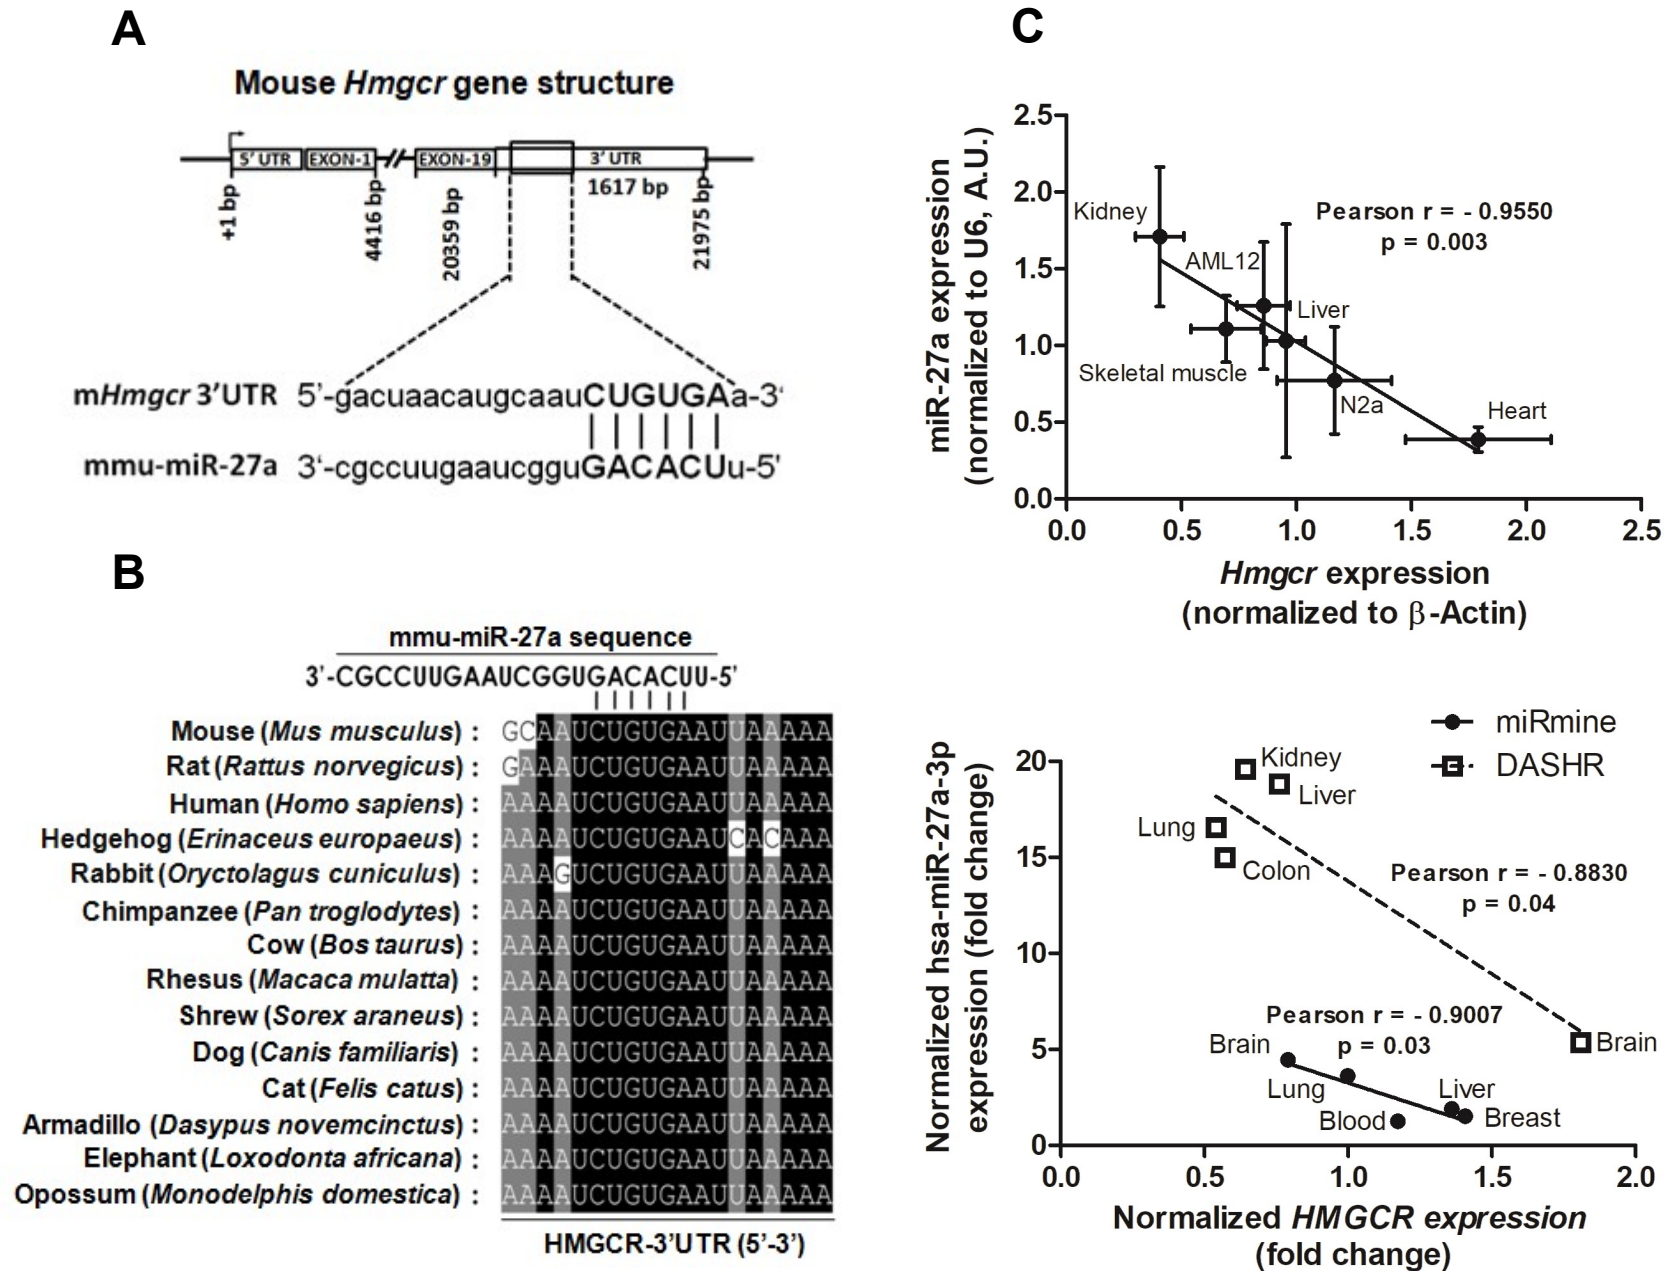 A
Mouse Hmgcr gene structure
5' UTR
EXON-1
EXON-19
3' UTR
1617 bp
+1 bp
4416 bp
20359 bp
21975 bp
mHmgcr 3'UTR 5'-gacuaacaugcaauCUGUGAa-3'
mmu-miR-27a 3'-cgccuugaaucgguGACACUu-5'
B
mmu-miR-27a sequence
3'-CGCCUUGAAUCGGUGACACUU-5'
Mouse (Mus musculus) : GCAAUCUGUGAAUUAAAAA
Rat (Rattus norvegicus) : GAAAUCUGUGAAUUAAAAA
Human (Homo sapiens) : AAAAUCUGUGAAUUAAAAA
Hedgehog (Erinaceus europaeus) : AAAAUCUGUGAAUCACAAA
Rabbit (Oryctolagus cuniculus) : AAAGUCUGUGAAUUAAAAA
Chimpanzee (Pan troglodytes) : AAAAUCUGUGAAUUAAAAA
Cow (Bos taurus) : AAAAUCUGUGAAUUAAAAA
Rhesus (Macaca mulatta) : AAAAUCUGUGAAUUAAAAA
Shrew (Sorex araneus) : AAAAUCUGUGAAUUAAAAA
Dog (Canis familiaris) : AAAAUCUGUGAAUUAAAAA
Cat (Felis catus) : AAAAUCUGUGAAUUAAAAA
Armadillo (Dasypus novemcinctus) : AAAAUCUGUGAAUUAAAAA
Elephant (Loxodonta africana) : AAAAUCUGUGAAUUAAAAA
Opossum (Monodelphis domestica) : AAAAUCUGUGAAUUAAAAA
HMGCR-3'UTR (5'-3')
C
miR-27a expression
(normalized to U6, A.U.)
2.5
2.0
1.5
1.0
0.5
0.0
Kidney
AML12
Liver
Skeletal muscle
N2a
Heart
Pearson r = - 0.9550
p = 0.003
0.0 0.5 1.0 1.5 2.0 2.5
Hmgcr expression
(normalized to β-Actin)
miRmine
DASHR
Normalized hsa-miR-27a-3p
expression (fold change)
20
15
10
5
0
Kidney
Liver
Lung
Colon
Pearson r = - 0.8830
p = 0.04
Pearson r = - 0.9007
p = 0.03
Brain
Brain
Lung
Liver
Blood
Breast
0.0 0.5 1.0 1.5 2.0
Normalized HMGCR expression
(fold change)